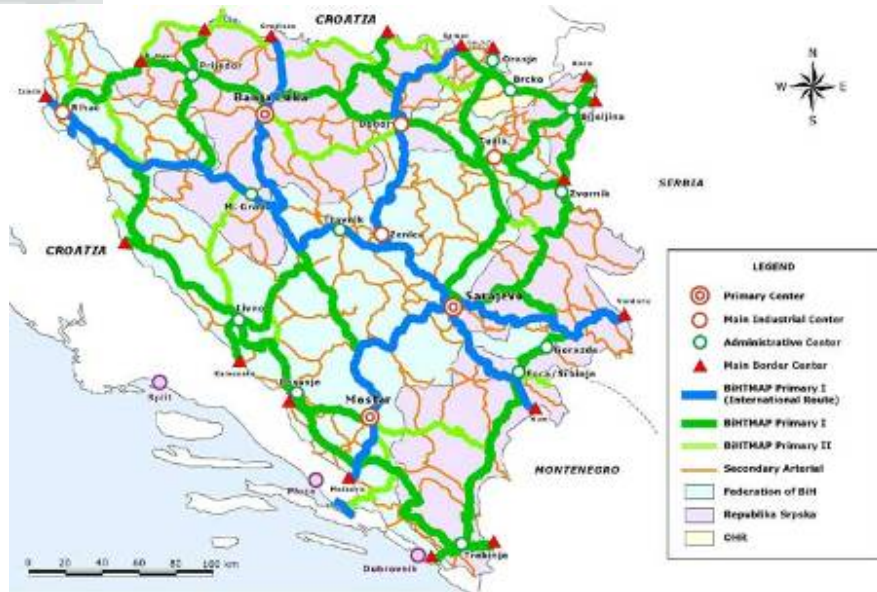 CROATIA
Gradisca
Orasje
Brcko
Prijedor
Banja Luka
Bihac
Doboj
Bijeljina
Tuzla
N
W E
S
SERBIA
Zvornik
M. Grad
Travnik
Zenica
CROATIA
Sarajevo
Gorazde
Foca/Srbinje
Livno
Posusje
Mostar
Split
Ploce
MONTENEGRO
Trebinje
Dubrovnik
0 20 40 60 80 100 km
LEGEND
Primary Center
Main Industrial Center
Administrative Center
Main Border Center
BiHTMAP Primary I
(International Route)
BiHTMAP Primary I
BiHTMAP Primary II
Secondary Arterial
Federation of BiH
Republika Srpska
OHR